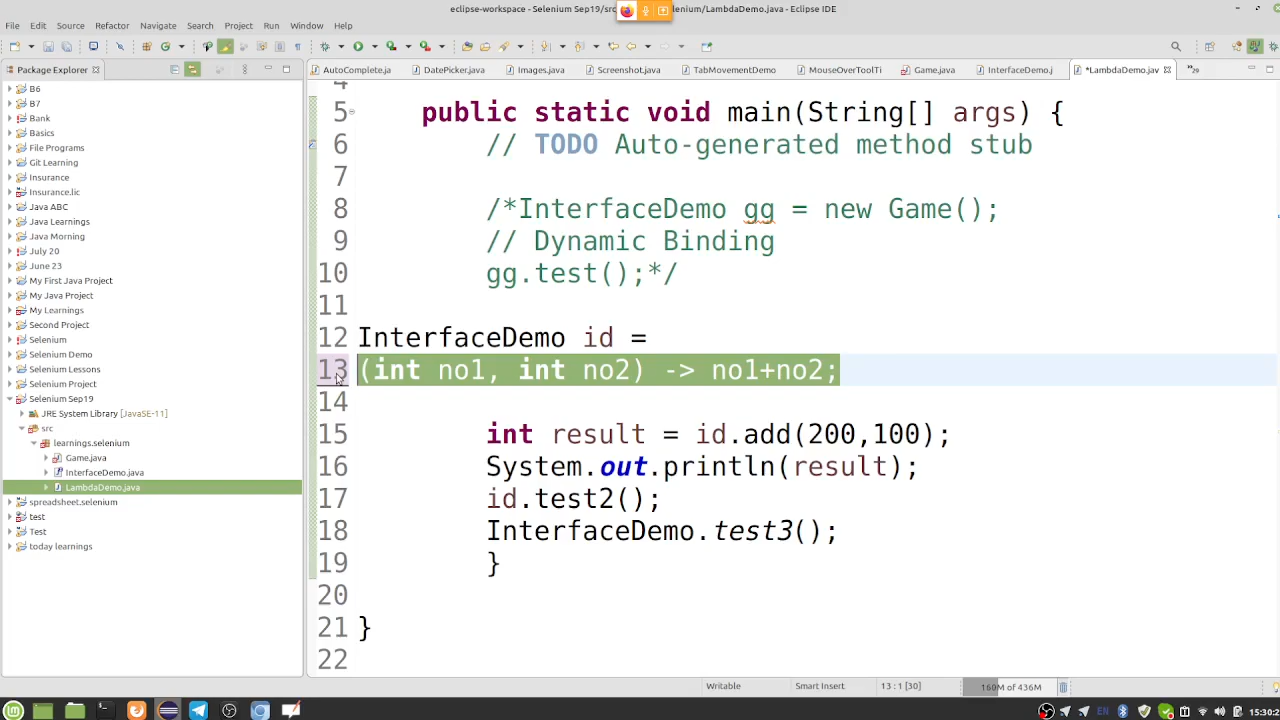 eclipse-workspace - Selenium Sep19/src
lenium/LambdaDemo.java - Eclipse IDE
File Edit Source Refactor Navigate Search Project Run Window Help
Package Explorer
AutoComplete.ja DatePicker.java Images.java Screenshot.java TabMovementDemo MouseOverToolTi Game.java InterfaceDemo.j *LambdaDemo.jav 29
B6
B7
Bank
Basics
File Programs
Git Learning
Insurance
Insurance.lic
Java ABC
Java Learnings
Java Morning
July 20
June 23
My First Java Project
My Java Project
My Learnings
Second Project
Selenium
Selenium Demo
Selenium Lessons
Selenium Project
Selenium Sep19
JRE System Library [JavaSE-11]
src
learnings.selenium
Game.java
InterfaceDemo.java
LambdaDemo.java
spreadsheet.selenium
test
Test
today learnings
4
5 public static void main(String[] args) {
6 // TODO Auto-generated method stub
7
8 /*InterfaceDemo gg = new Game();
9 // Dynamic Binding
10 gg.test();*/
11
12 InterfaceDemo id =
13 (int no1, int no2) -> no1+no2;
14
15 int result = id.add(200,100);
16 System.out.println(result);
17 id.test2();
18 InterfaceDemo.test3();
19 }
20
21 }
22
Writable Smart Insert 13 : 1 [30] 160M of 436M
EN 15:30:2